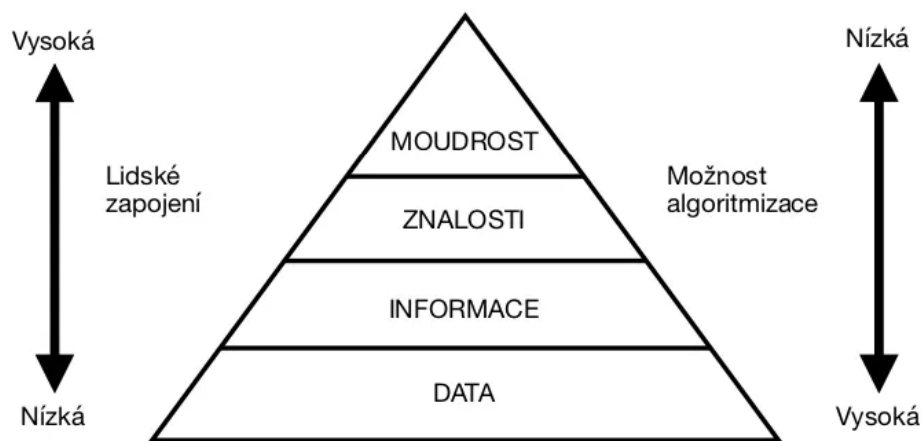 Vysoká
Nízká
MOUDROST
Lidské
zapojení
Možnost
algoritmizace
ZNALOSTI
INFORMACE
DATA
Nízká
Vysoká